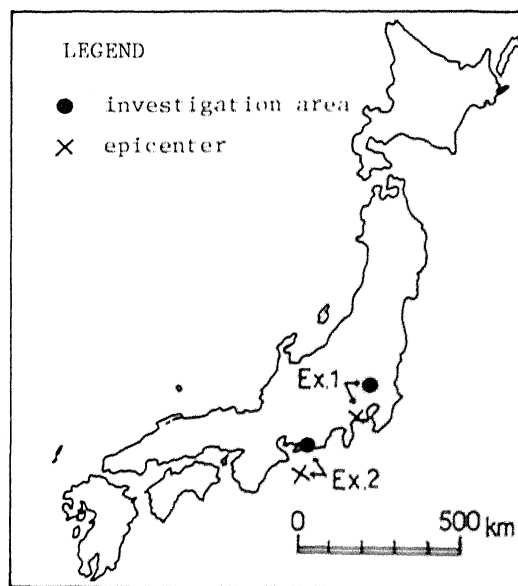 LEGEND
investigation area
epicenter
Ex.1
Ex.2
0 500 km